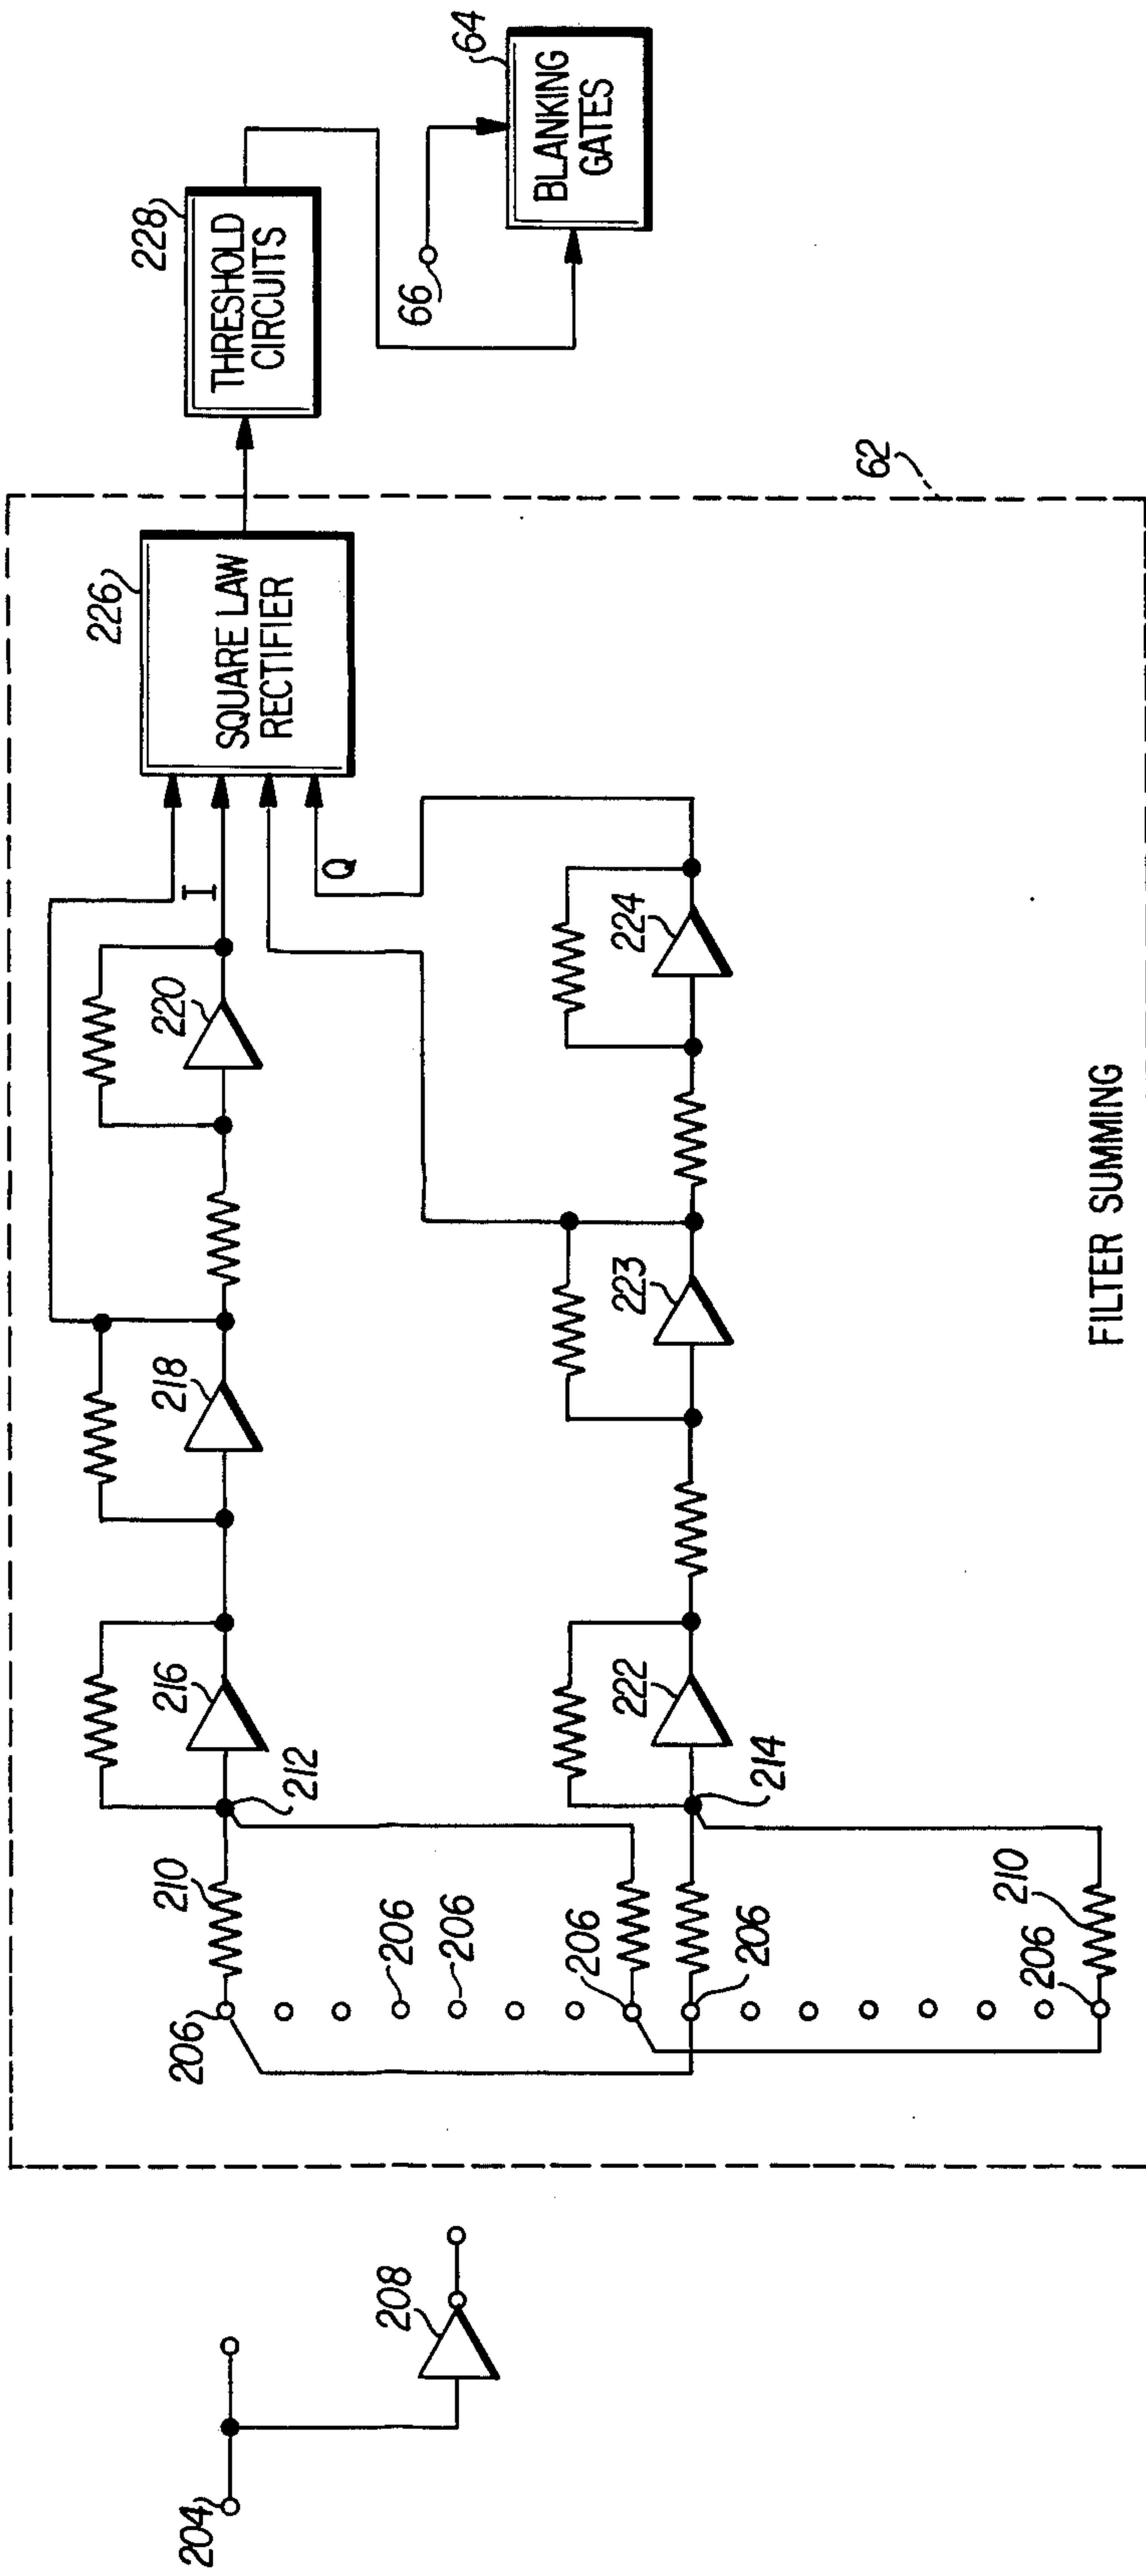 204
208
206
206
206
206
206
206
210
210
212
214
216
218
220
222
223
224
I
Q
226
SQUARE LAW
RECTIFIER
62
228
THRESHOLD
CIRCUITS
66
64
BLANKING
GATES
FILTER SUMMING